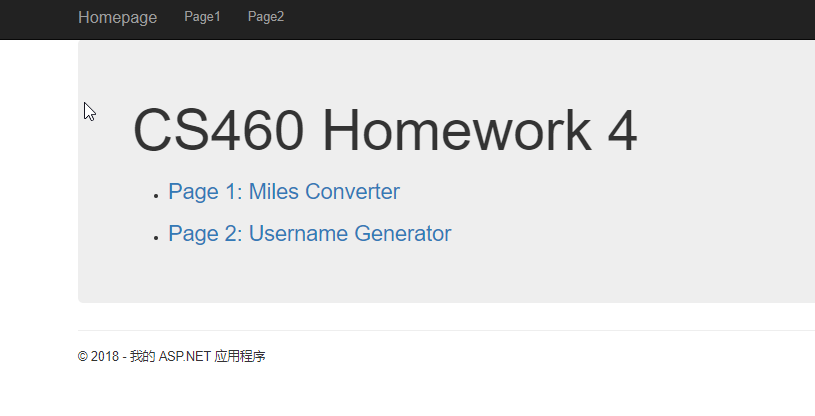 Homepage Page1 Page2
CS460 Homework 4
Page 1: Miles Converter
Page 2: Username Generator
© 2018 - 我的 ASP.NET 应用程序